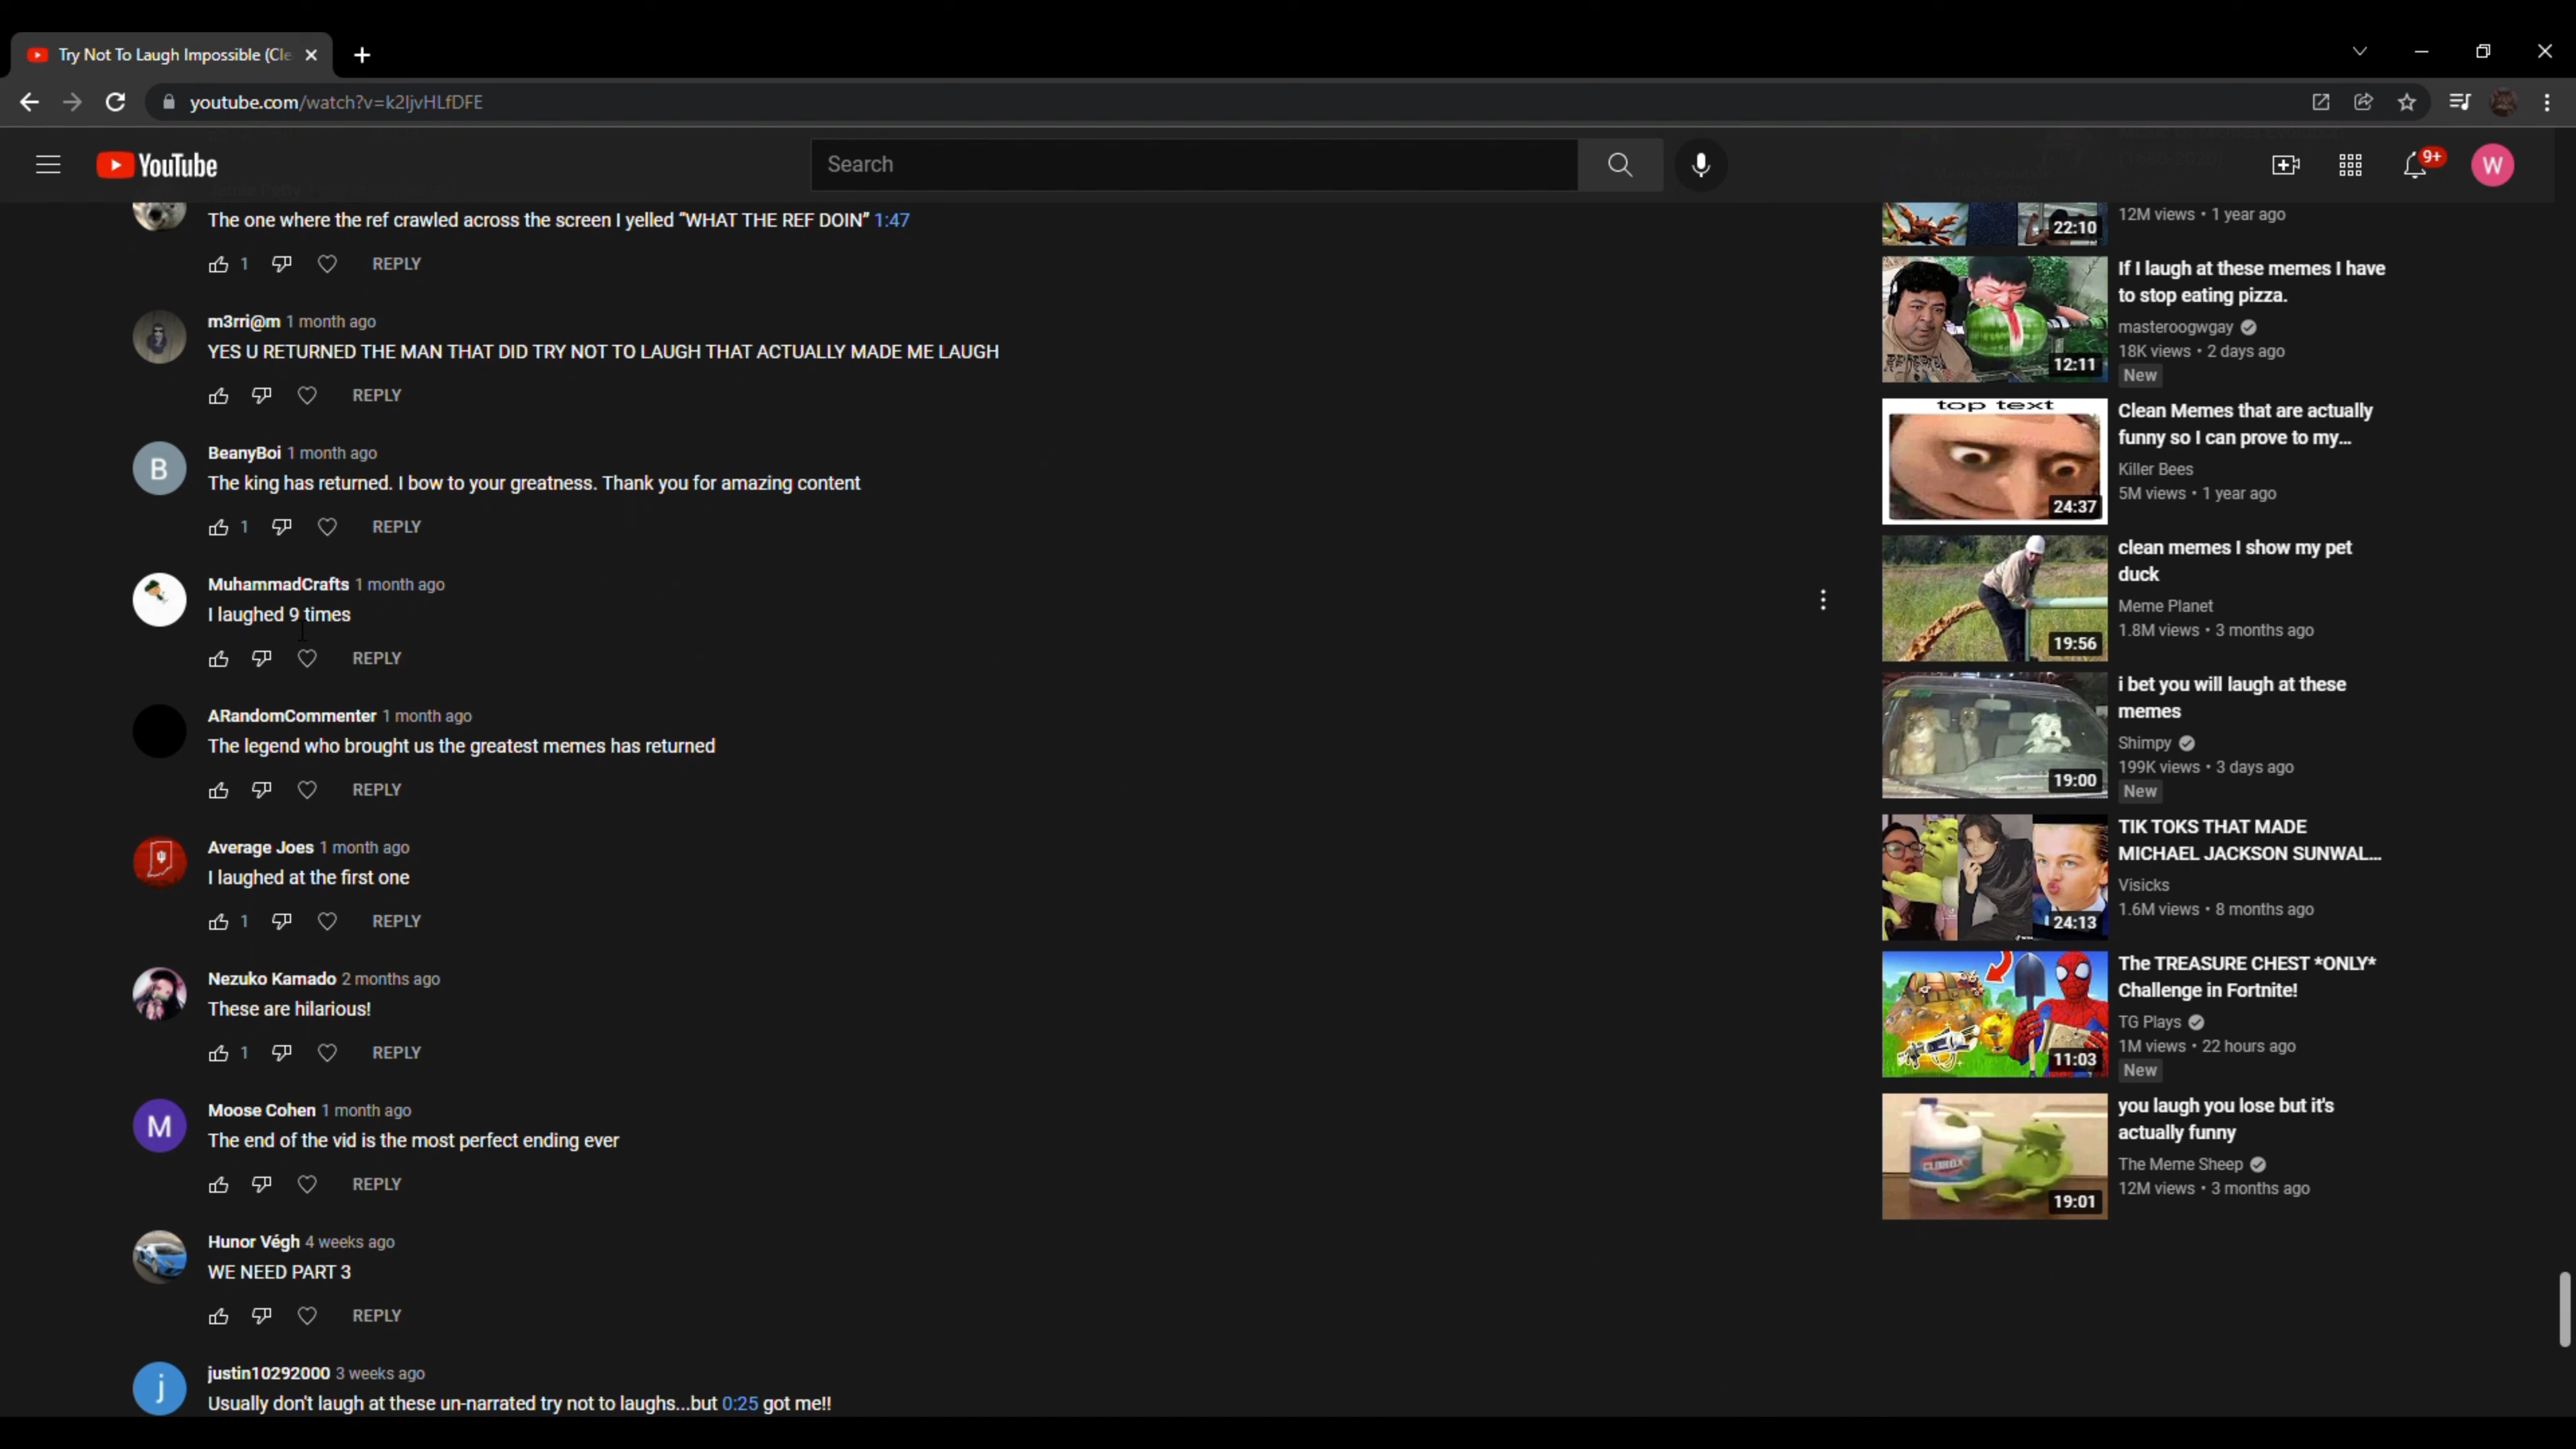 Try Not To Laugh Impossible (Cle
youtube.com/watch?v=k2ljvHLfDFE
YouTube
Search
9+
W
The one where the ref crawled across the screen I yelled “WHAT THE REF DOIN” 1:47
1
REPLY
m3rri@m 1 month ago
YES U RETURNED THE MAN THAT DID TRY NOT TO LAUGH THAT ACTUALLY MADE ME LAUGH
REPLY
B
BeanyBoi 1 month ago
The king has returned. I bow to your greatness. Thank you for amazing content
1
REPLY
MuhammadCrafts 1 month ago
I laughed 9 times
REPLY
ARandomCommenter 1 month ago
The legend who brought us the greatest memes has returned
REPLY
Average Joes 1 month ago
I laughed at the first one
1
REPLY
Nezuko Kamado 2 months ago
These are hilarious!
1
REPLY
M
Moose Cohen 1 month ago
The end of the vid is the most perfect ending ever
REPLY
Hunor Végh 4 weeks ago
WE NEED PART 3
REPLY
j
justin10292000 3 weeks ago
Usually don't laugh at these un-narrated try not to laughs...but 0:25 got me!!
22:10
12M views • 1 year ago
12:11
If I laugh at these memes I have
to stop eating pizza.
masteroogwgay
18K views • 2 days ago
New
top text
24:37
Clean Memes that are actually
funny so I can prove to my...
Killer Bees
5M views • 1 year ago
19:56
clean memes I show my pet
duck
Meme Planet
1.8M views • 3 months ago
19:00
i bet you will laugh at these
memes
Shimpy
199K views • 3 days ago
New
24:13
TIK TOKS THAT MADE
MICHAEL JACKSON SUNWAL...
Visicks
1.6M views • 8 months ago
11:03
The TREASURE CHEST *ONLY*
Challenge in Fortnite!
TG Plays
1M views • 22 hours ago
New
CLOROX
19:01
you laugh you lose but it's
actually funny
The Meme Sheep
12M views • 3 months ago